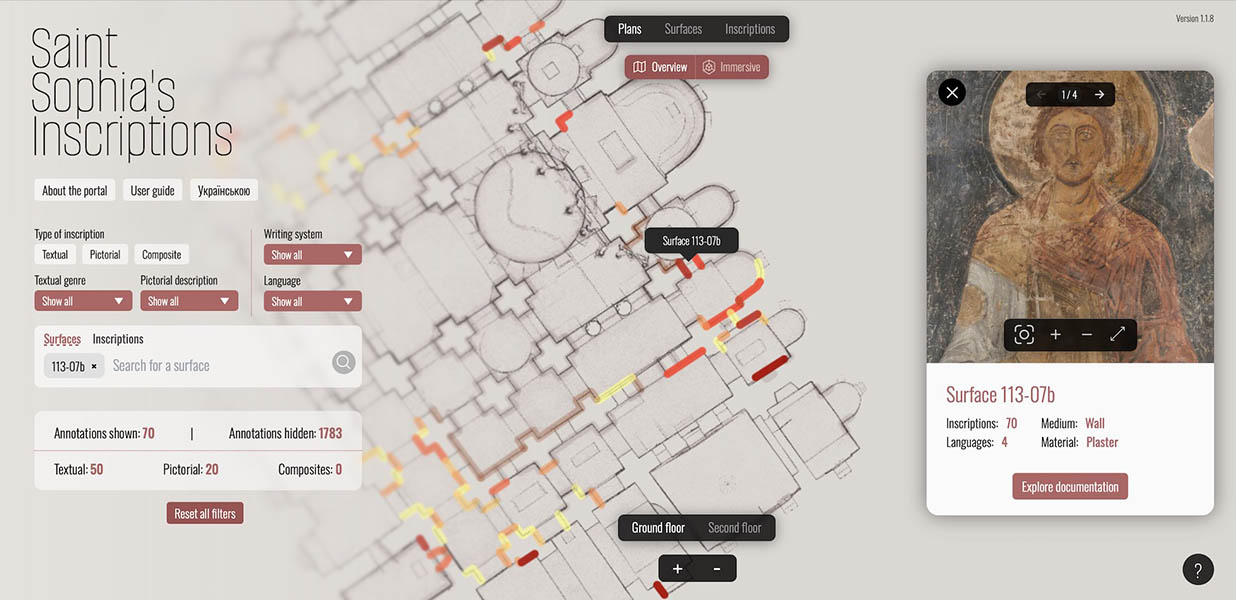 Saint
Sophia's
Inscriptions
About the portal
User guide
Українською
Type of inscription
Textual
Pictorial
Composite
Writing system
Show all
Textual genre
Show all
Pictorial description
Show all
Language
Show all
Surfaces
Inscriptions
113-07b ×
Search for a surface
Annotations shown: 70 | Annotations hidden: 1783
Textual: 50
Pictorial: 20
Composites: 0
Reset all filters
Plans
Surfaces
Inscriptions
Overview
Immersive
Surface 113-07b
Ground floor
Second floor
+
-
Version 1.1.8
1/4
+
−
Surface 113-07b
Inscriptions: 70
Medium: Wall
Languages: 4
Material: Plaster
Explore documentation
?